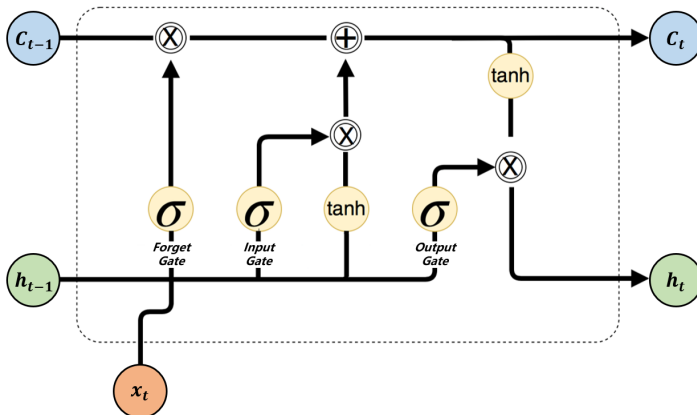 C_{t-1}
C_t
tanh
σ
σ
tanh
σ
Forget
Gate
Input
Gate
Output
Gate
h_{t-1}
h_t
x_t